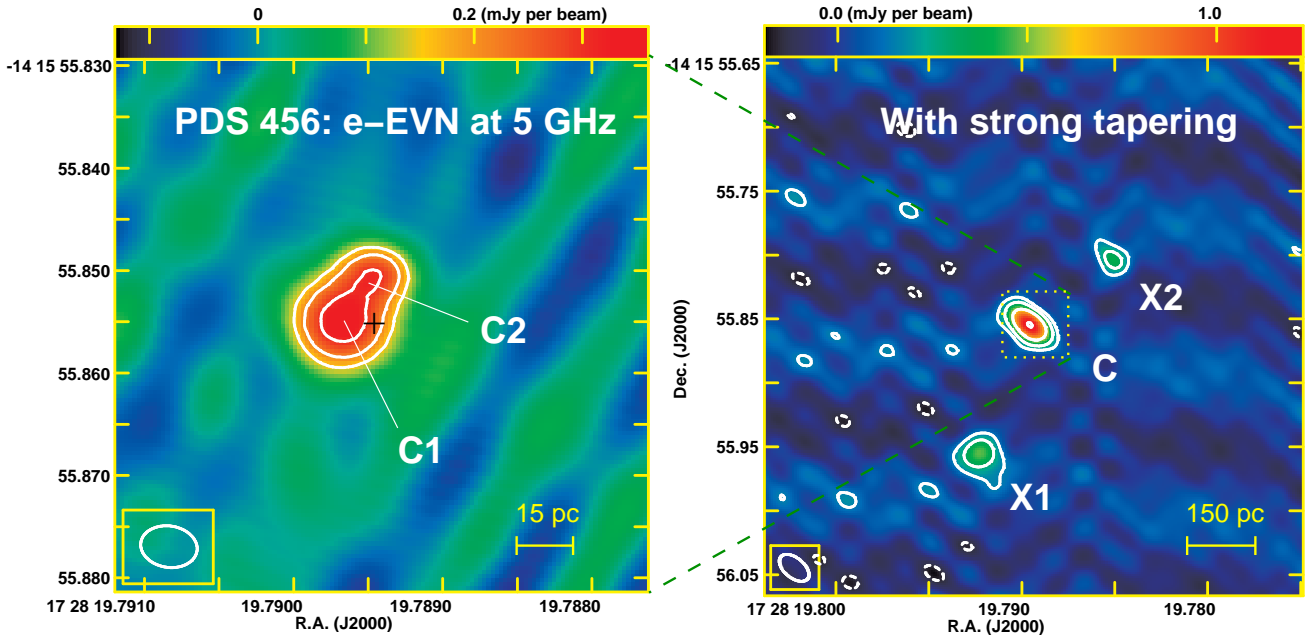 0 0.2 (mJy per beam)
-14 15 55.830
PDS 456: e–EVN at 5 GHz
55.840
55.850
C2
55.860
C1
55.870
15 pc
55.880
17 28 19.7910 19.7900 19.7890 19.7880
R.A. (J2000)
0.0 (mJy per beam) 1.0
-14 15 55.65
With strong tapering
55.75
X2
55.85
C
Dec. (J2000)
55.95
X1
150 pc
56.05
17 28 19.800 19.790 19.780
R.A. (J2000)